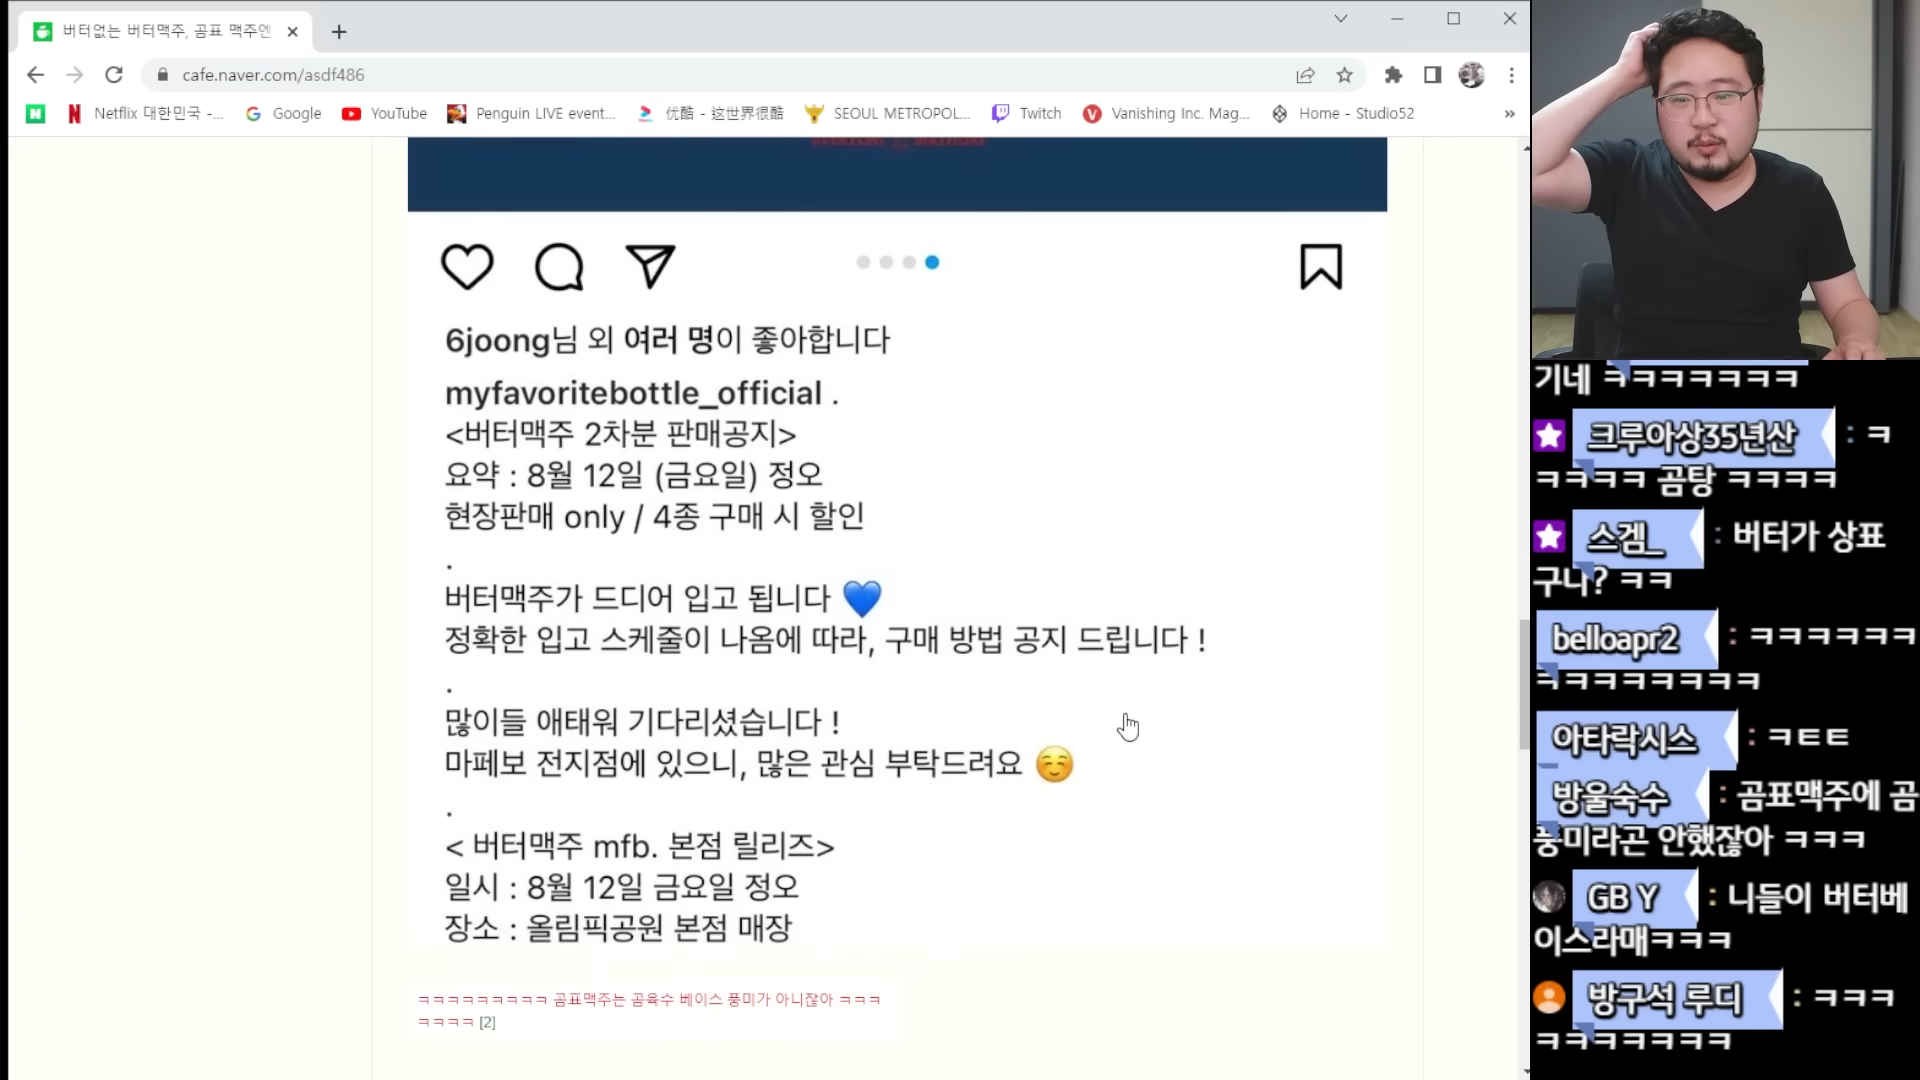 버터없는 버터맥주, 곰표 맥주엔
cafe.naver.com/asdf486
Netflix 대한민국 -...
Google
YouTube
Penguin LIVE event...
优酷 - 这世界很酷
SEOUL METROPOL...
Twitch
Vanishing Inc. Mag...
Home - Studio52
6joong님 외 여러 명이 좋아합니다
myfavoritebottle_official .
<버터맥주 2차분 판매공지>
요약 : 8월 12일 (금요일) 정오
현장판매 only / 4종 구매 시 할인
.
버터맥주가 드디어 입고 됩니다 💙
정확한 입고 스케줄이 나옴에 따라, 구매 방법 공지 드립니다 !
.
많이들 애태워 기다리셨습니다 !
마페보 전지점에 있으니, 많은 관심 부탁드려요 ☺️
.
< 버터맥주 mfb. 본점 릴리즈>
일시 : 8월 12일 금요일 정오
장소 : 올림픽공원 본점 매장
ㅋㅋㅋㅋㅋㅋㅋㅋㅋ 곰표맥주는 곰육수 베이스 풍미가 아니잖아 ㅋㅋㅋ
ㅋㅋㅋㅋ [2]
기네 ㅋㅋㅋㅋㅋㅋㅋ
크루아상35년산 : ㅋ
ㅋㅋㅋㅋ 곰탕 ㅋㅋㅋㅋ
스겜_ : 버터가 상표
구나? ㅋㅋ
belloapr2 : ㅋㅋㅋㅋㅋㅋ
ㅋㅋㅋㅋㅋㅋㅋㅋ
아타락시스 : ㅋㅌㅌ
방울숙수 : 곰표맥주에 곰
풍미라곤 안했잖아 ㅋㅋㅋ
GB Y : 니들이 버터베
이스라매ㅋㅋㅋ
방구석 루디 : ㅋㅋㅋ
ㅋㅋㅋㅋㅋㅋㅋ